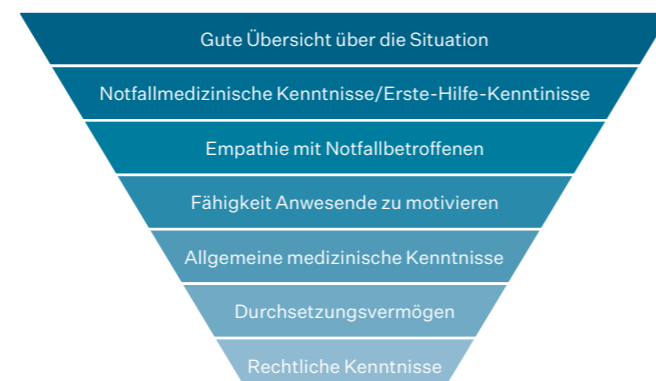 Gute Übersicht über die Situation
Notfallmedizinische Kenntnisse/Erste-Hilfe-Kenntinisse
Empathie mit Notfallbetroffenen
Fähigkeit Anwesende zu motivieren
Allgemeine medizinische Kenntnisse
Durchsetzungsvermögen
Rechtliche Kenntnisse